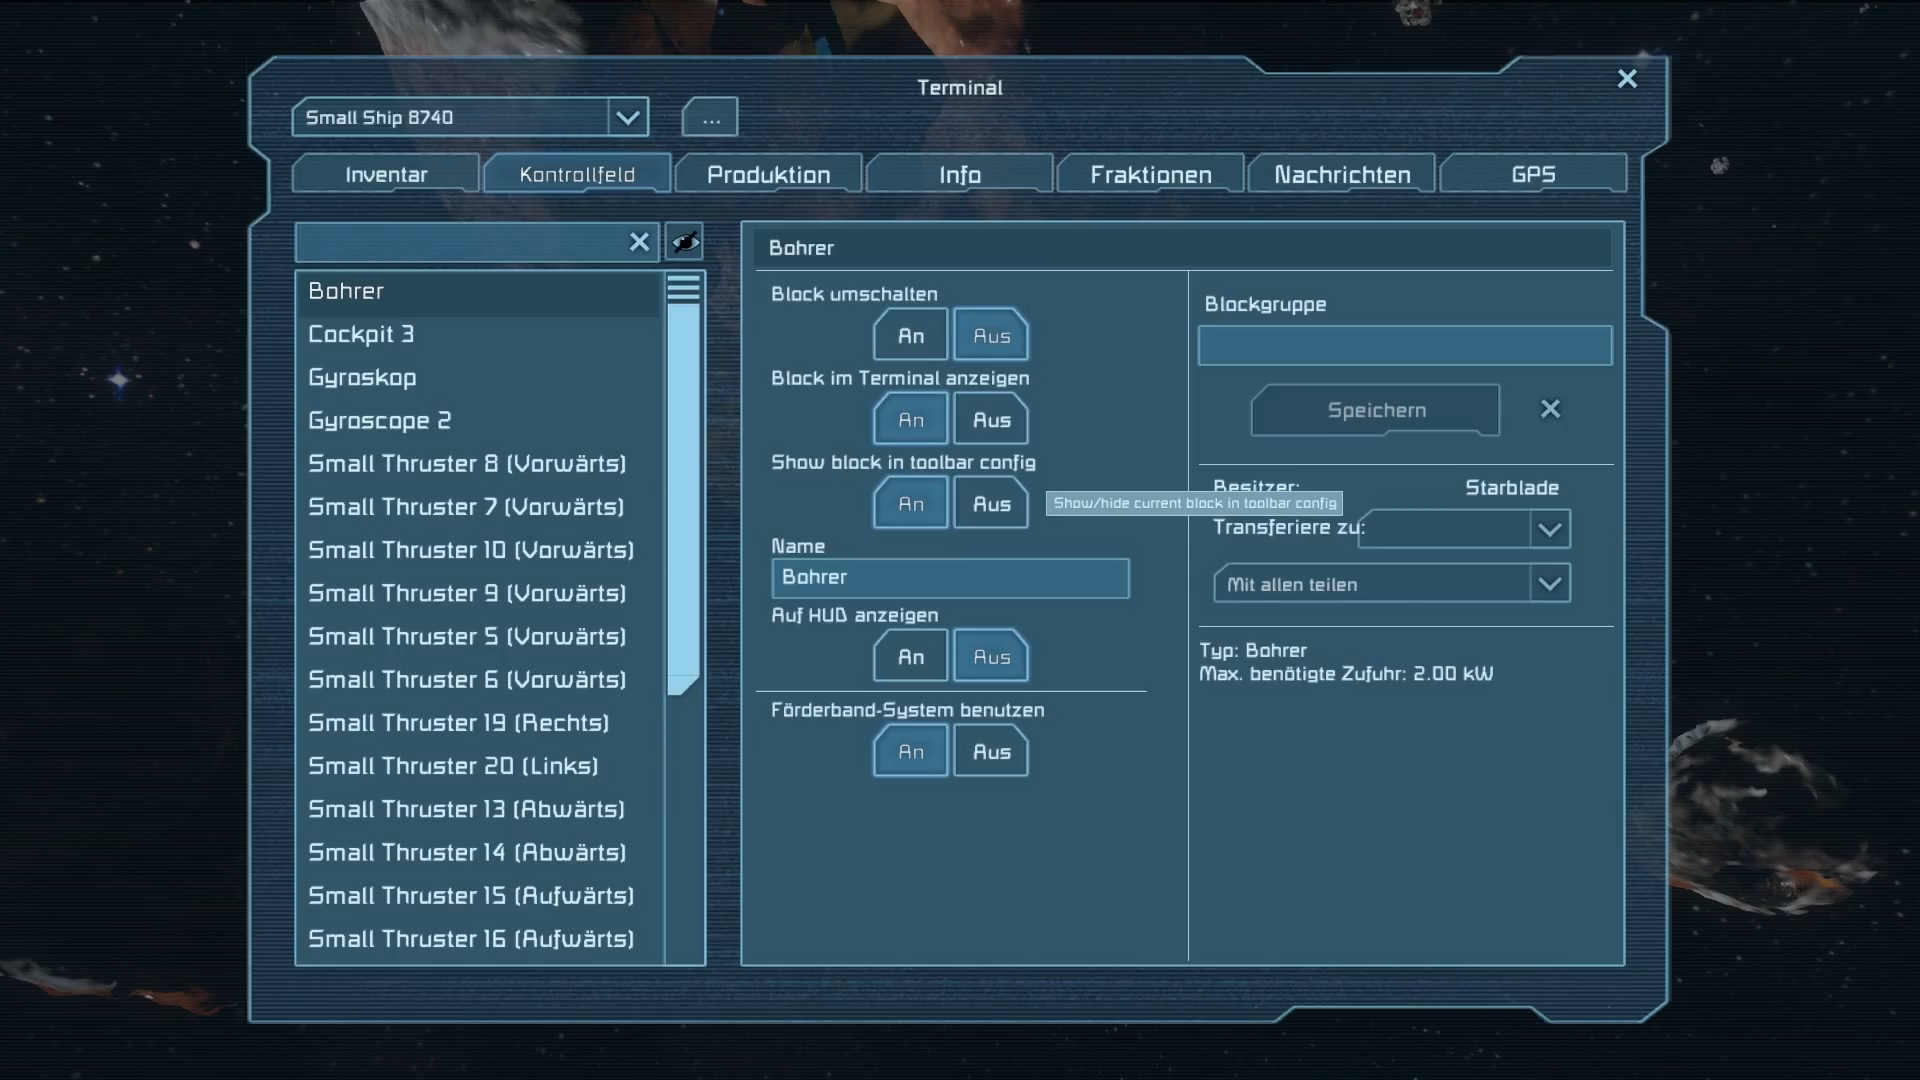 Terminal
Small Ship 8740
...
Inventar
Kontrollfeld
Produktion
Info
Fraktionen
Nachrichten
GPS
Bohrer
Cockpit 3
Gyroskop
Gyroscope 2
Small Thruster 8 (Vorwärts)
Small Thruster 7 (Vorwärts)
Small Thruster 10 (Vorwärts)
Small Thruster 9 (Vorwärts)
Small Thruster 5 (Vorwärts)
Small Thruster 6 (Vorwärts)
Small Thruster 19 (Rechts)
Small Thruster 20 (Links)
Small Thruster 13 (Abwärts)
Small Thruster 14 (Abwärts)
Small Thruster 15 (Aufwärts)
Small Thruster 16 (Aufwärts)
Bohrer
Block umschalten
An Aus
Block im Terminal anzeigen
An Aus
Show block in toolbar config
An Aus
Show/hide current block in toolbar config
Name
Bohrer
Auf HUD anzeigen
An Aus
Förderband-System benutzen
An Aus
Blockgruppe
Speichern
Besitzer: Starblade
Transferiere zu:
Mit allen teilen
Typ: Bohrer
Max. benötigte Zufuhr: 2.00 kW